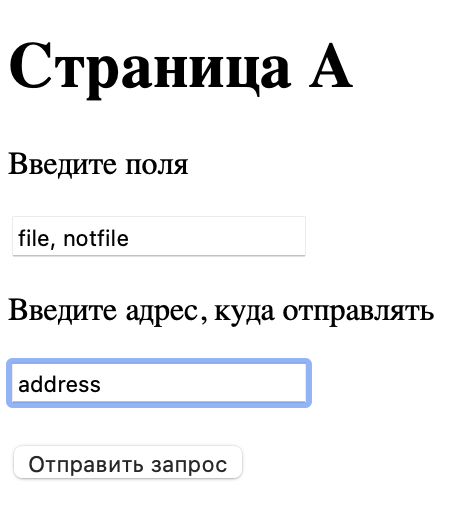 Страница А
Введите поля
file, notfile
Введите адрес, куда отправлять
address
Отправить запрос